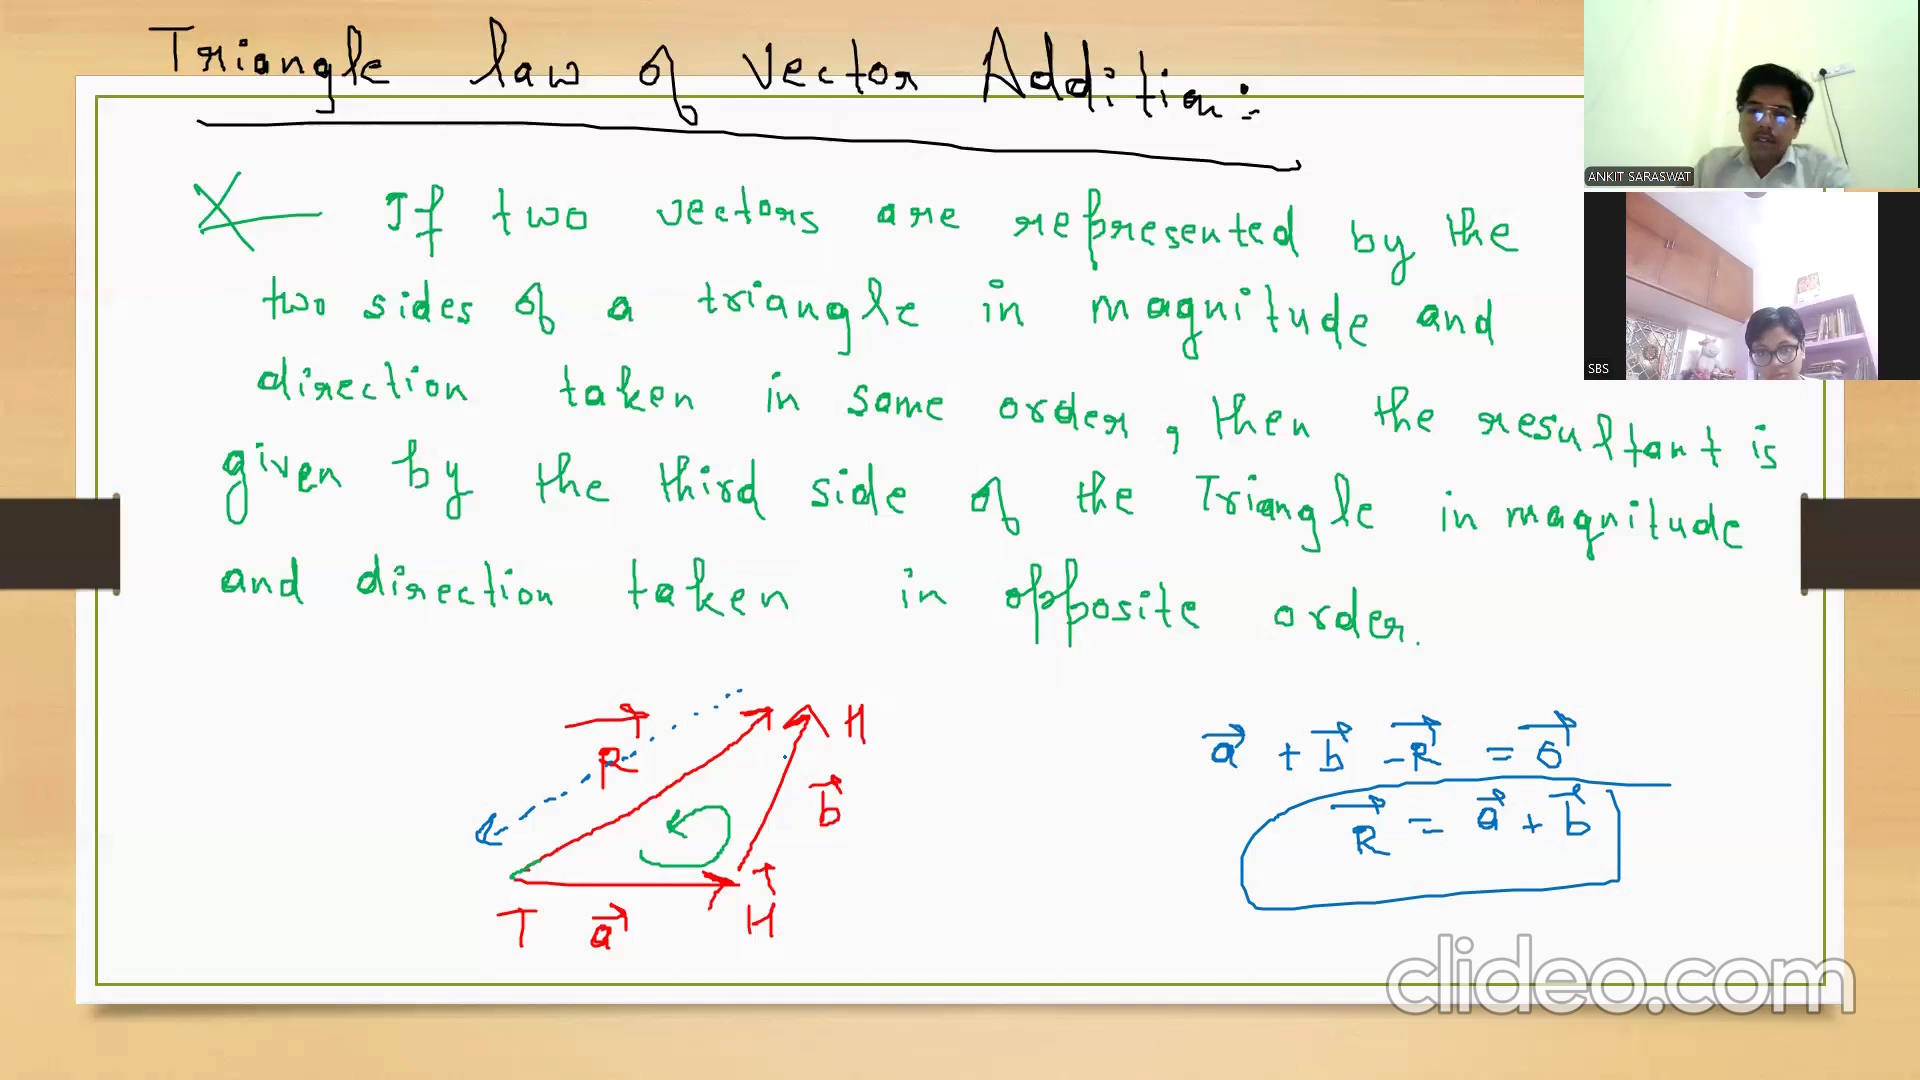 Triangle law of vector Addition:-
If two vectors are represented by the
two sides of a triangle in magnitude and
direction taken in same order, then the resultant is
given by the third side of the Triangle in magnitude
and direction taken in opposite order.
ANKIT SARASWAT
SBS
R⃗
H
b⃗
T
H
T a⃗
a⃗ + b⃗ - R⃗ = 0⃗
R⃗ = a⃗ + b⃗
clideo.com